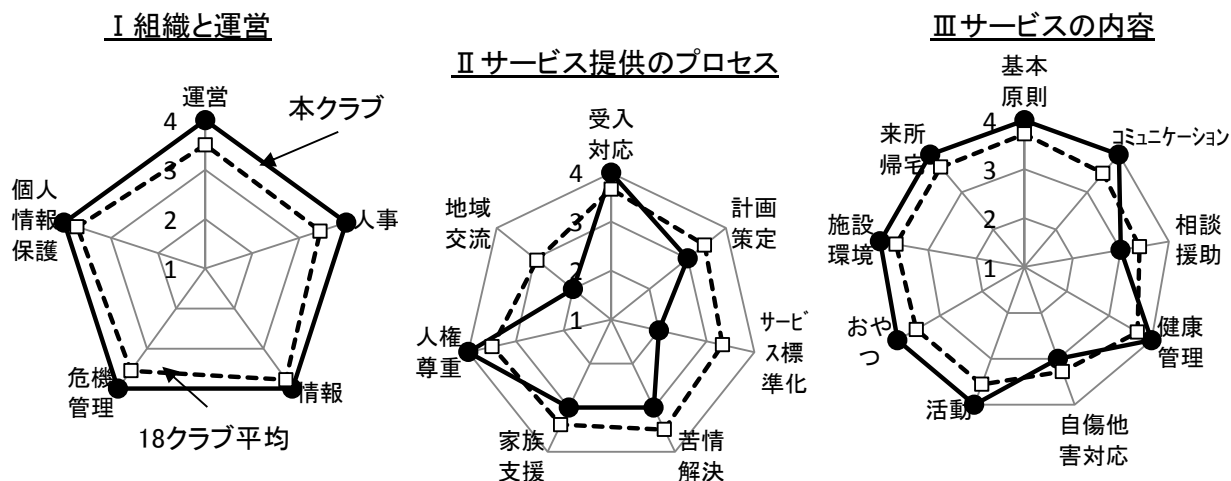 Ⅰ 組織と運営
運営
本クラブ
4
3
2
1
個人
情報
保護
人事
危機
管理
情報
18クラブ平均
Ⅱ サービス提供のプロセス
受入
対応
4
3
2
1
地域
交流
計画
策定
サービ
ス標
準化
人権
尊重
家族
支援
苦情
解決
Ⅲ サービスの内容
基本
原則
4
3
2
1
来所
帰宅
コミュニケーション
施設
環境
相談
援助
おや
つ
健康
管理
活動
自傷他
害対応